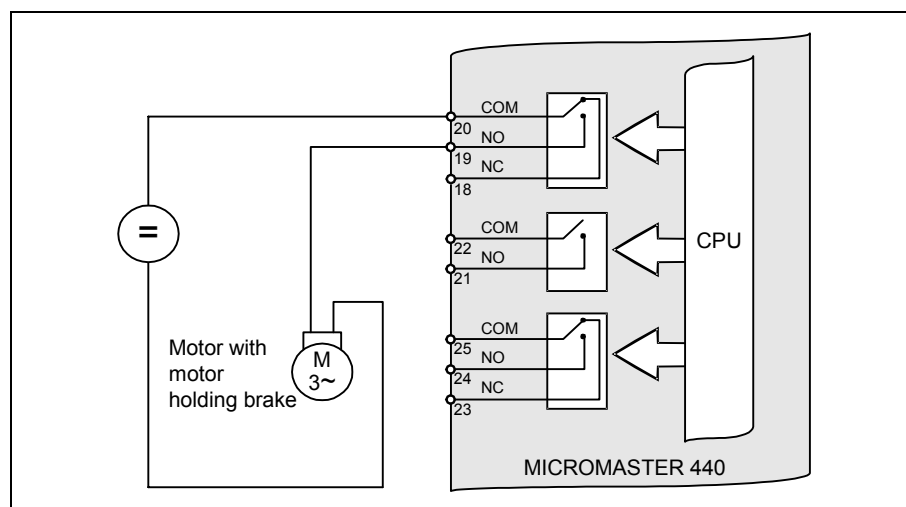 COM
20
NO
19
NC
18
COM
22
NO
21
COM
25
NO
24
NC
23
CPU
=
Motor with
motor
holding brake
M
3~
MICROMASTER 440